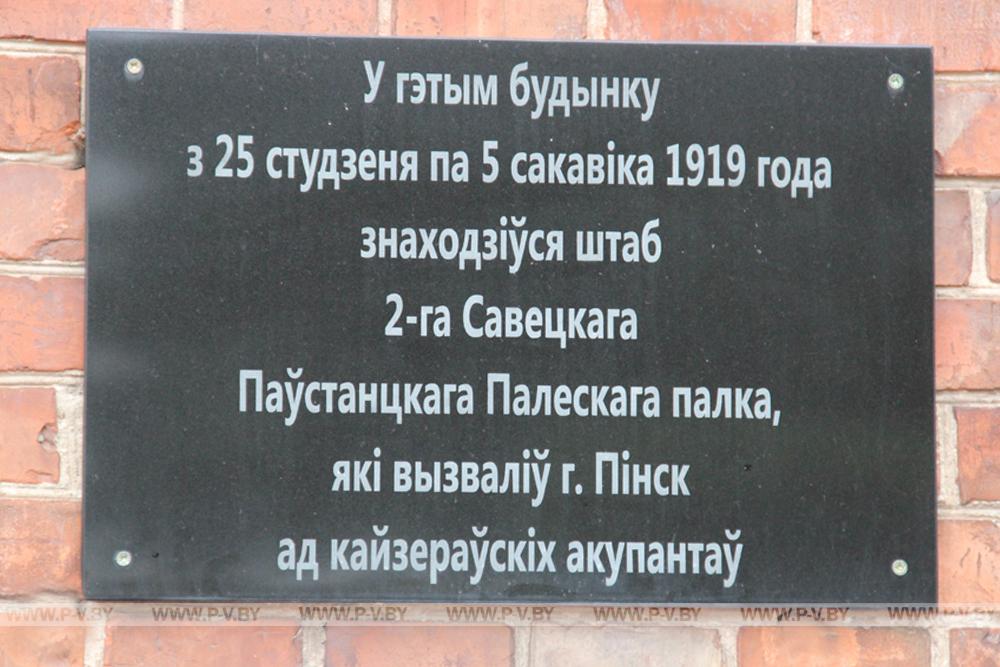 У гэтым будынку
з 25 студзеня па 5 сакавіка 1919 года
знаходзіўся штаб
2-га Савецкага
Паўстанцкага Палескага палка,
які вызваліў г. Пінск
ад кайзераўскіх акупантаў
WWW.P-V.BY WWW.P-V.BY WWW.P-V.BY WWW.P-V.BY WWW.P-V.BY WWW.P-V.BY WWW.P-V.BY